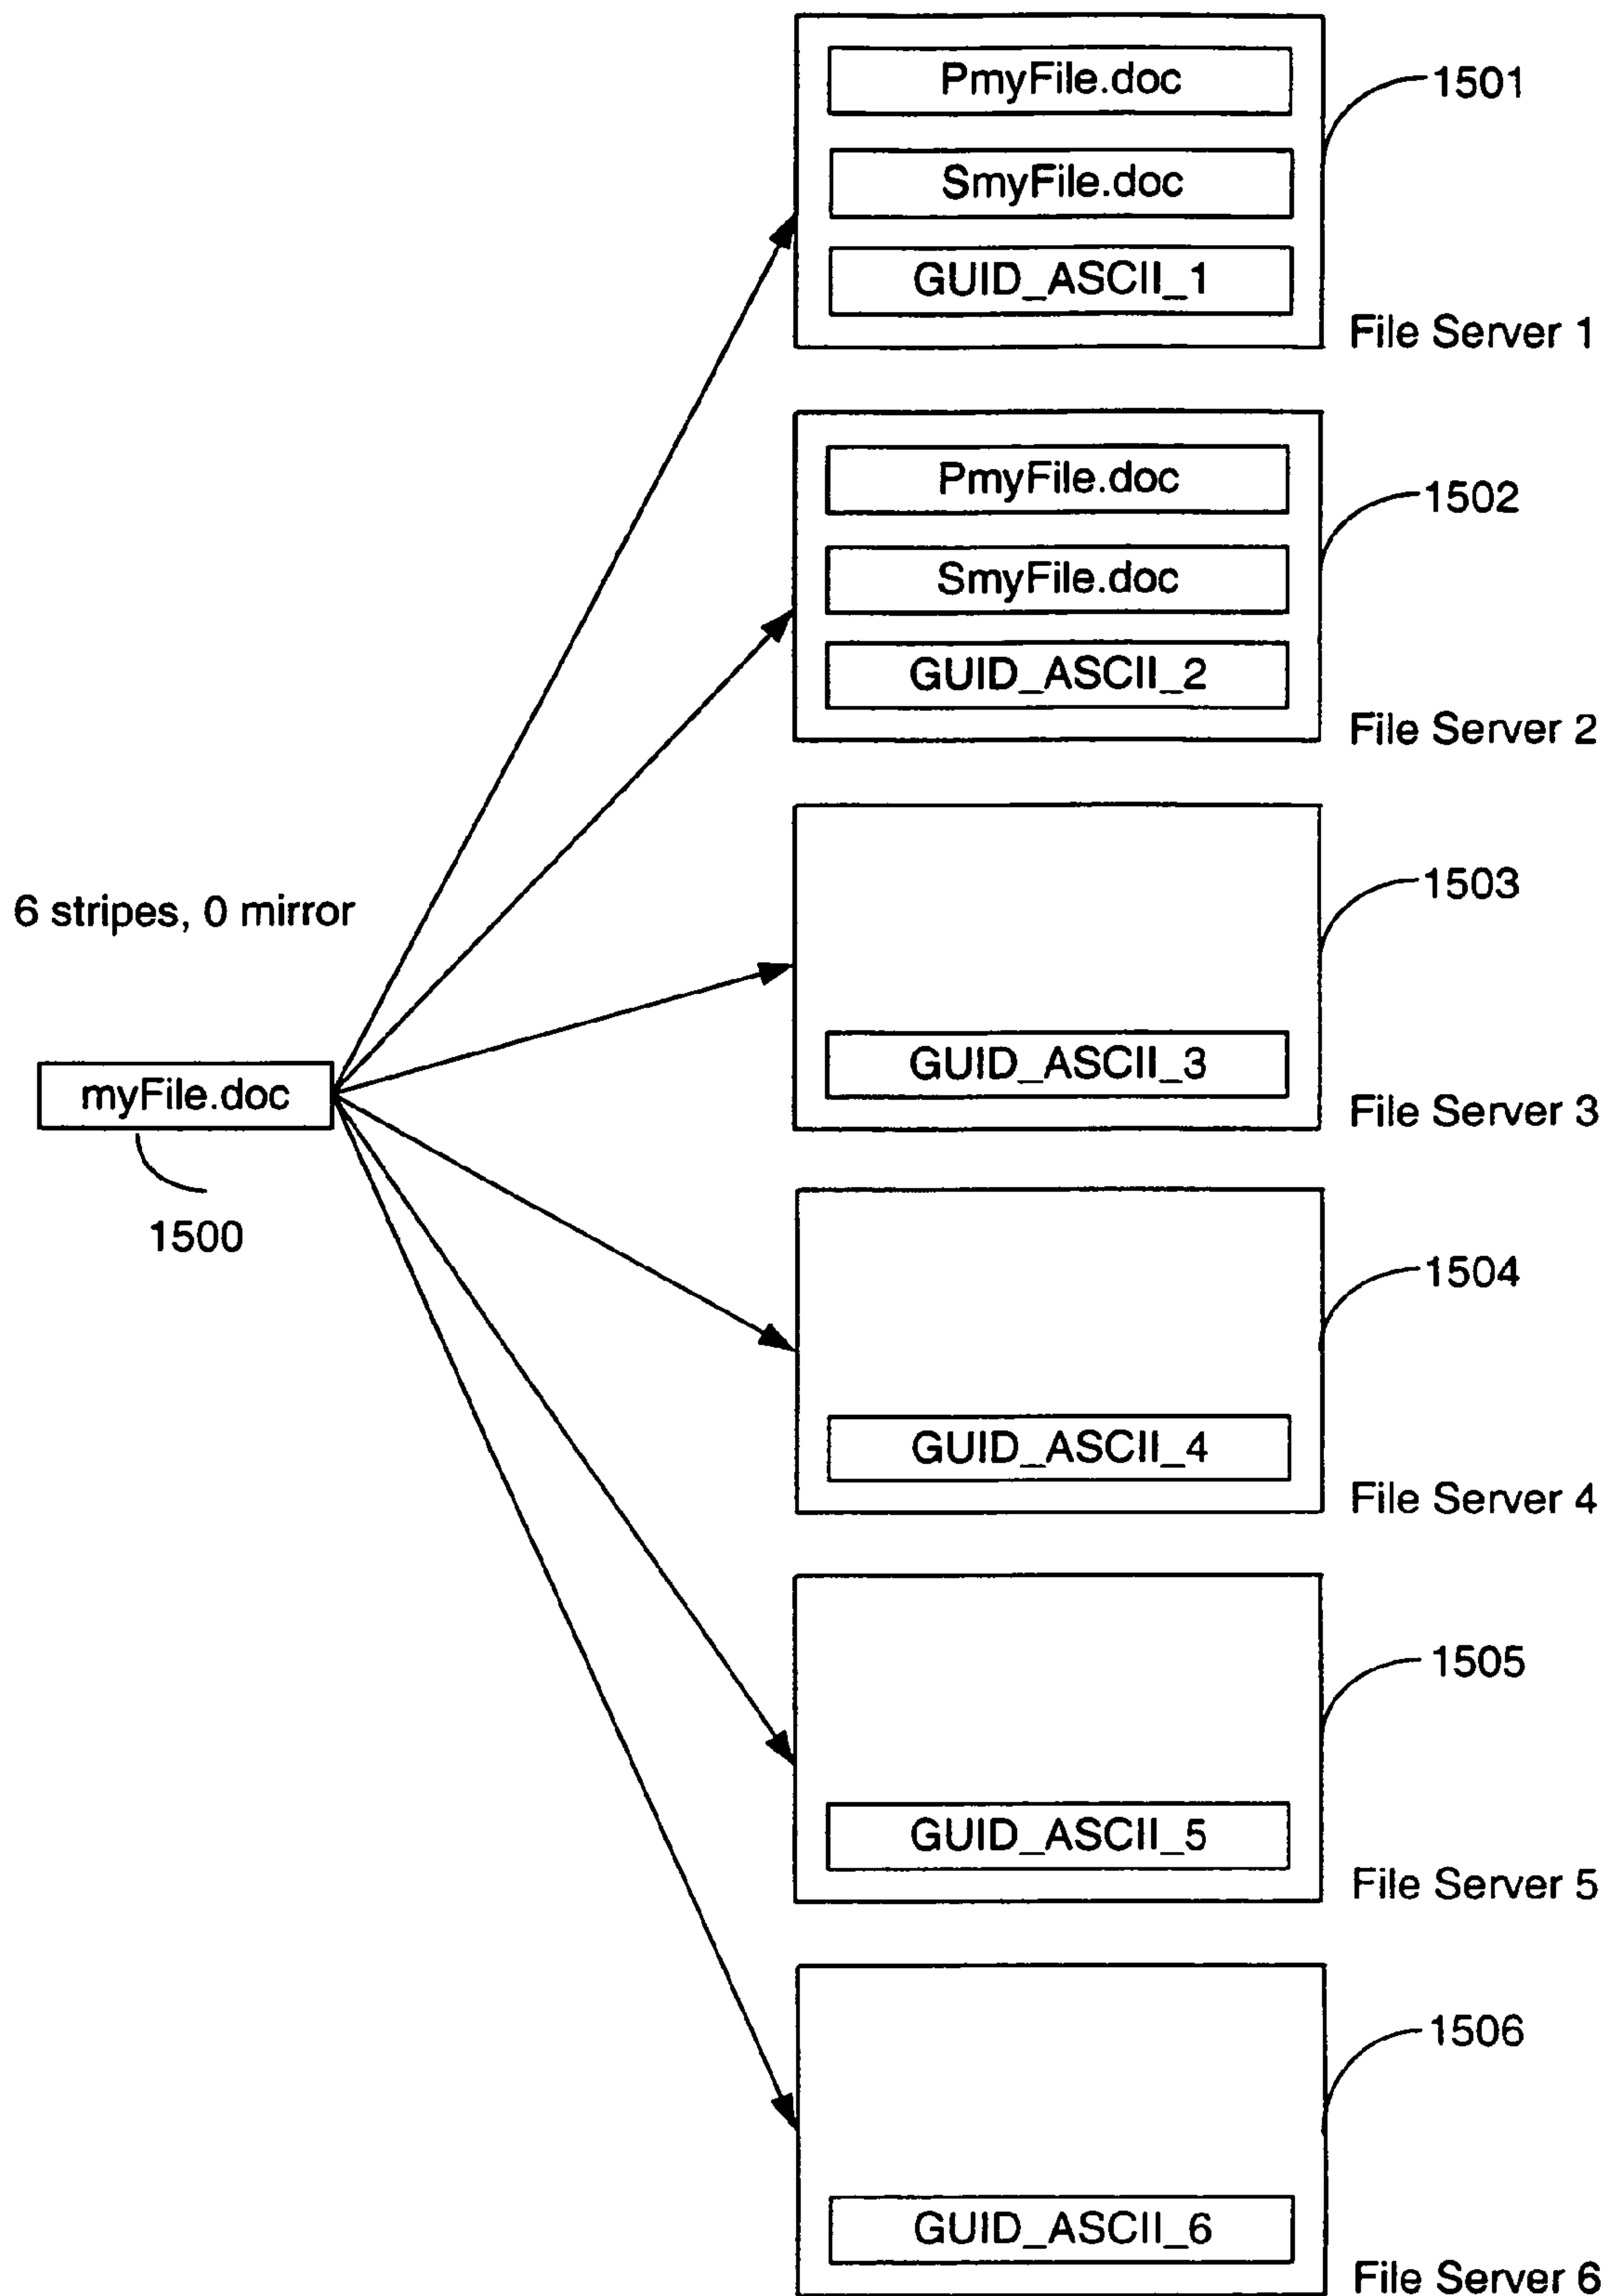 PmyFile.doc
1501
SmyFile.doc
GUID_ASCII_1
File Server 1
PmyFile.doc
1502
SmyFile.doc
GUID_ASCII_2
File Server 2
1503
6 stripes, 0 mirror
GUID_ASCII_3
myFile.doc
File Server 3
1500
1504
GUID_ASCII_4
File Server 4
1505
GUID_ASCII_5
File Server 5
1506
GUID_ASCII_6
File Server 6